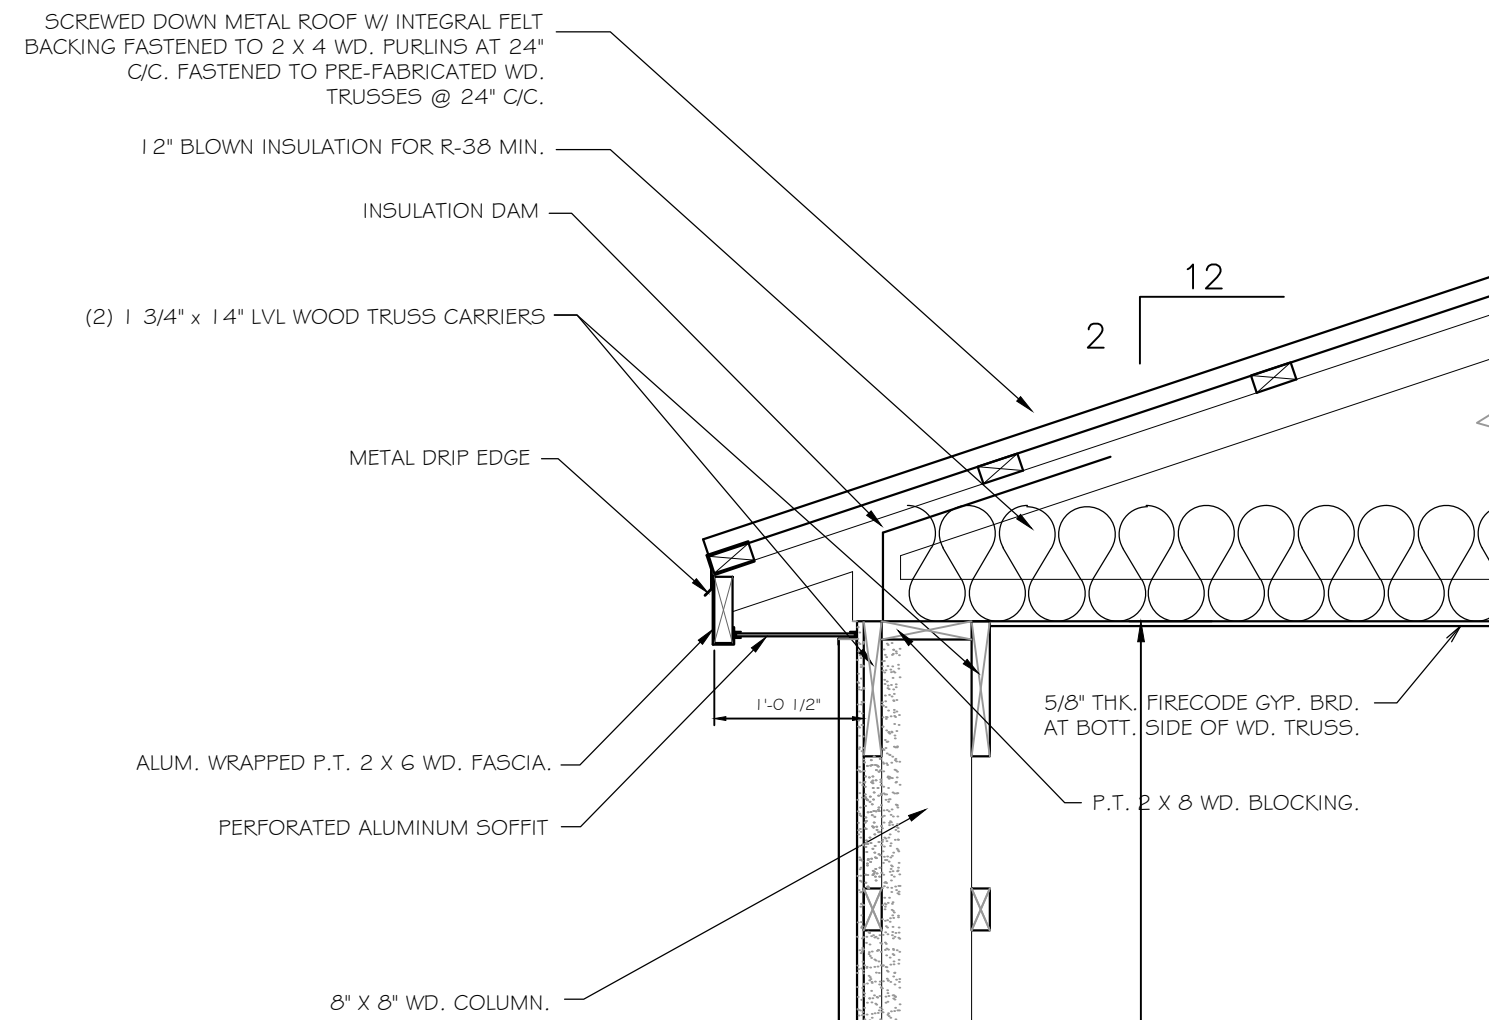 SCREWED DOWN METAL ROOF W/ INTEGRAL FELT
BACKING FASTENED TO 2 X 4 WD. PURLINS AT 24"
C/C. FASTENED TO PRE-FABRICATED WD.
TRUSSES @ 24" C/C.
12" BLOWN INSULATION FOR R-38 MIN.
INSULATION DAM
12
(2) 1 3/4" x 14" LVL WOOD TRUSS CARRIERS
2
METAL DRIP EDGE
1'-0 1/2"
5/8" THK. FIRECODE GYP. BRD.
AT BOTT. SIDE OF WD. TRUSS.
ALUM. WRAPPED P.T. 2 X 6 WD. FASCIA.
P.T. 2 X 8 WD. BLOCKING.
PERFORATED ALUMINUM SOFFIT
8" X 8" WD. COLUMN.